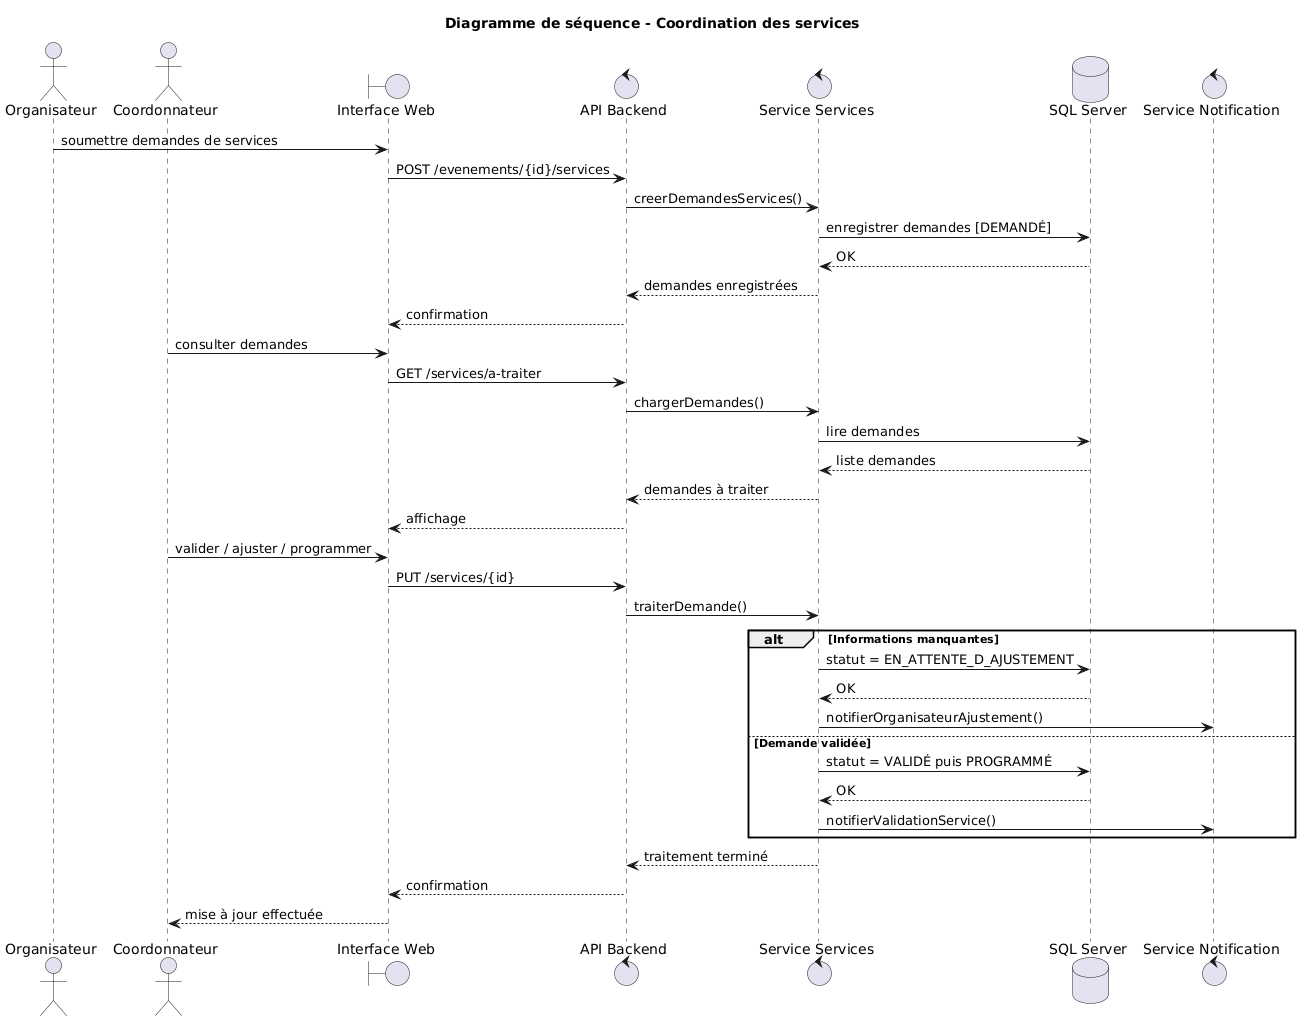 Diagramme de séquence - Coordination des services
Organisateur
Coordonnateur
Interface Web
API Backend
Service Services
SQL Server
Service Notification
soumettre demandes de services
POST /evenements/{id}/services
creerDemandesServices()
enregistrer demandes [DEMANDÉ]
OK
demandes enregistrées
confirmation
consulter demandes
GET /services/a-traiter
chargerDemandes()
lire demandes
liste demandes
demandes à traiter
affichage
valider / ajuster / programmer
PUT /services/{id}
traiterDemande()
alt
[Informations manquantes]
statut = EN_ATTENTE_D_AJUSTEMENT
OK
notifierOrganisateurAjustement()
[Demande validée]
statut = VALIDÉ puis PROGRAMMÉ
OK
notifierValidationService()
traitement terminé
confirmation
mise à jour effectuée
Organisateur
Coordonnateur
Interface Web
API Backend
Service Services
SQL Server
Service Notification